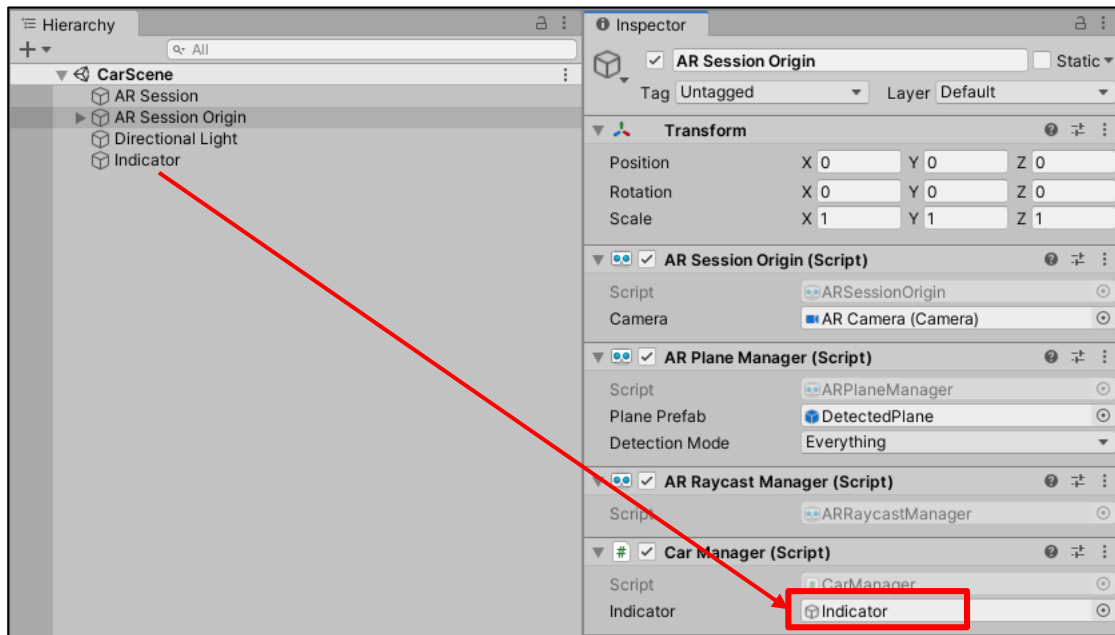 Hierarchy
All
CarScene
AR Session
AR Session Origin
Directional Light
Indicator
Inspector
AR Session Origin
Static
Tag Untagged Layer Default
Transform
Position X 0 Y 0 Z 0
Rotation X 0 Y 0 Z 0
Scale X 1 Y 1 Z 1
AR Session Origin (Script)
Script ARSessionOrigin
Camera AR Camera (Camera)
AR Plane Manager (Script)
Script ARPlaneManager
Plane Prefab DetectedPlane
Detection Mode Everything
AR Raycast Manager (Script)
Script ARRaycastManager
# Car Manager (Script)
Script CarManager
Indicator Indicator